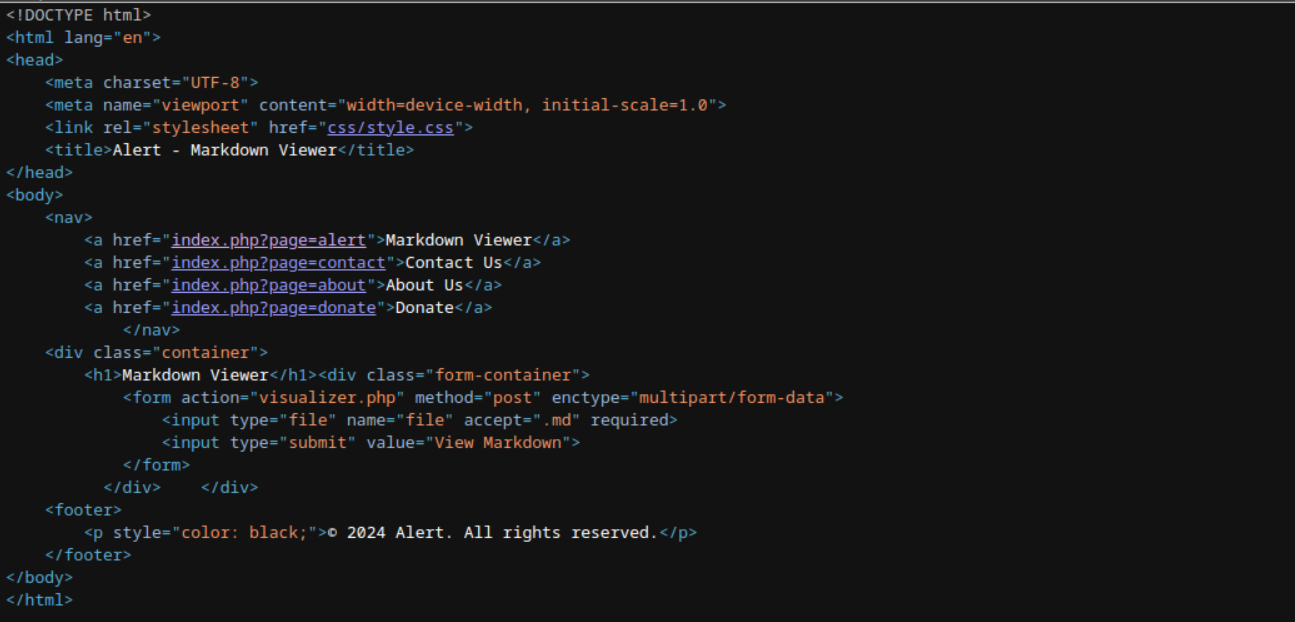 <!DOCTYPE html>
<html lang="en">
<head>
    <meta charset="UTF-8">
    <meta name="viewport" content="width=device-width, initial-scale=1.0">
    <link rel="stylesheet" href="css/style.css">
    <title>Alert - Markdown Viewer</title>
</head>
<body>
    <nav>
        <a href="index.php?page=alert">Markdown Viewer</a>
        <a href="index.php?page=contact">Contact Us</a>
        <a href="index.php?page=about">About Us</a>
        <a href="index.php?page=donate">Donate</a>
            </nav>
    <div class="container">
        <h1>Markdown Viewer</h1><div class="form-container">
            <form action="visualizer.php" method="post" enctype="multipart/form-data">
                <input type="file" name="file" accept=".md" required>
                <input type="submit" value="View Markdown">
            </form>
          </div>    </div>
    <footer>
        <p style="color: black;">© 2024 Alert. All rights reserved.</p>
    </footer>
</body>
</html>